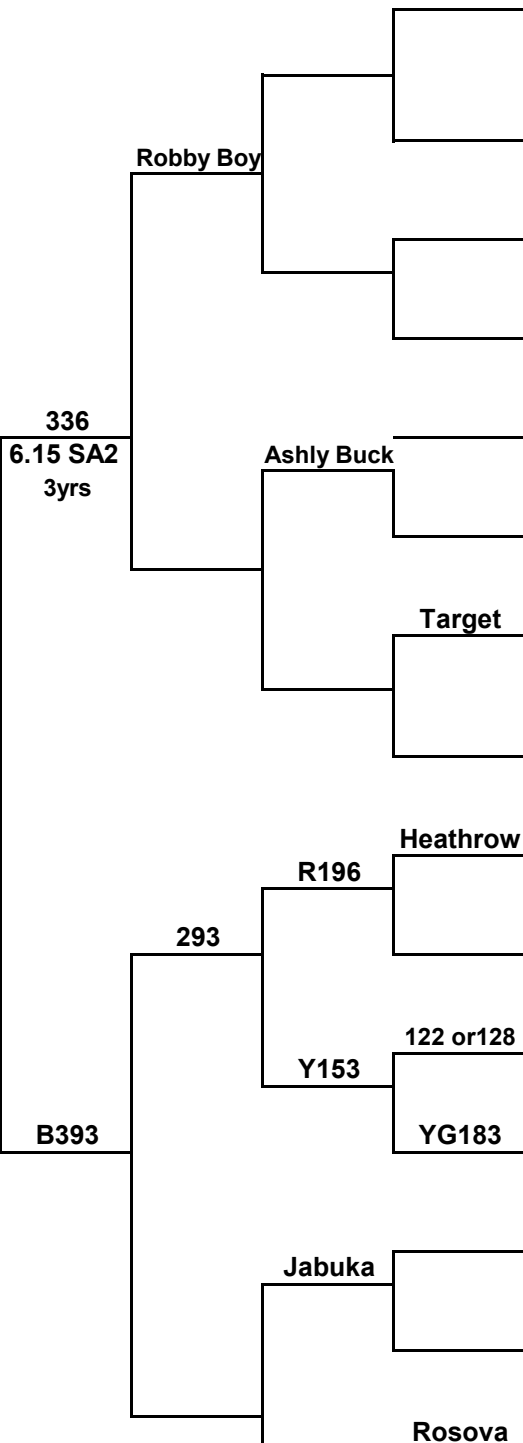 Robby Boy
336
6.15 SA2
3yrs
Ashly Buck
Target
Heathrow
R196
293
122 or128
Y153
B393
YG183
Jabuka
Rosova